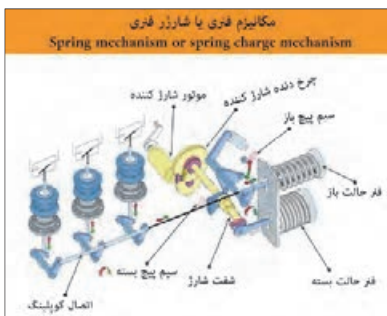 مکانیزم فنری یا شارژر فنری
Spring mechanism or spring charge mechanism
چرخ دنده شارژ کننده
موتور شارژ کننده
سیم پیچ باز
فنر حالت باز
فنر حالت بسته
شفت شارژ
سیم پیچ بسته
اتصال کوپلینگ